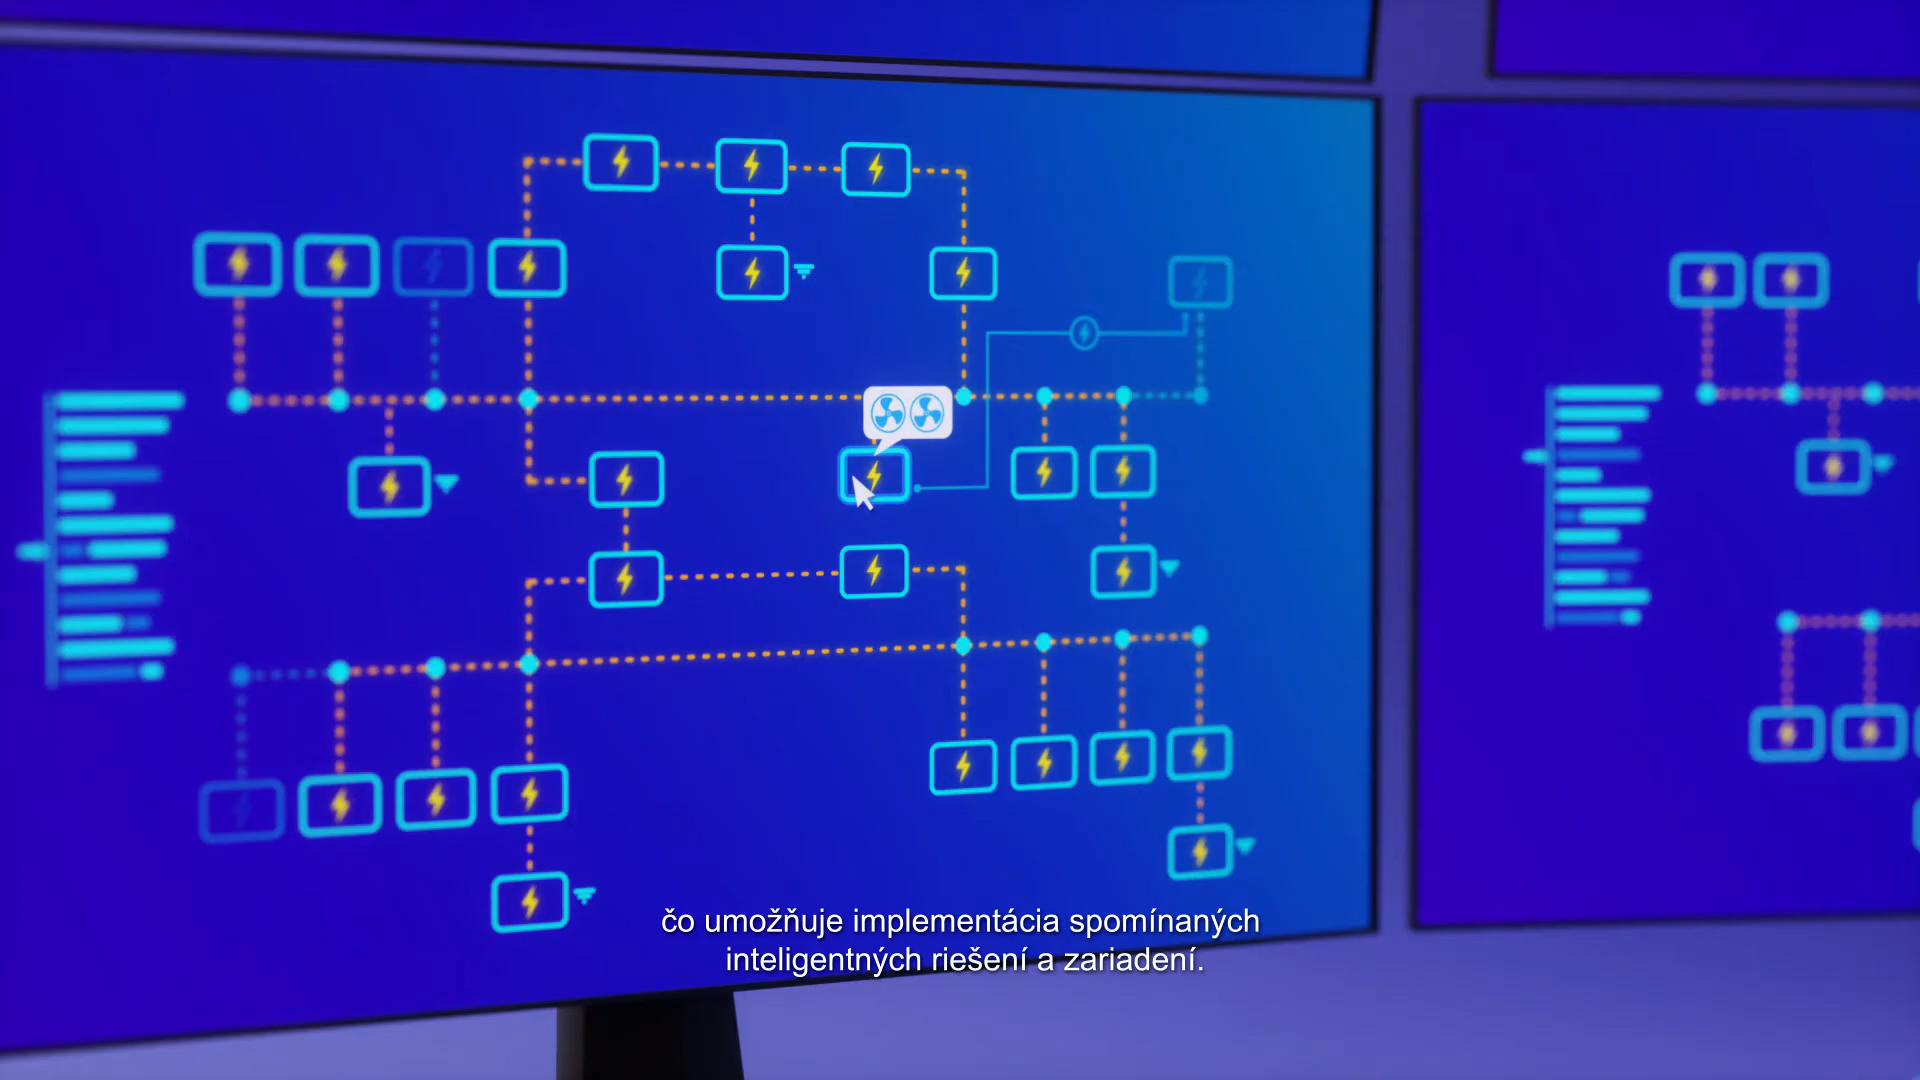 čo umožňuje implementácia spomínaných
inteligentných riešení a zariadení.